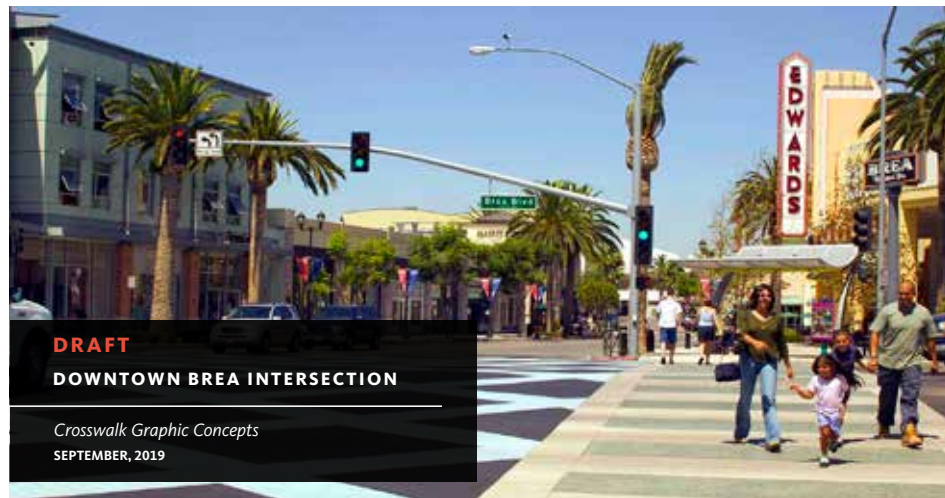 EDWARDS
Brea Blvd
BREA
DRAFT
DOWNTOWN BREA INTERSECTION
Crosswalk Graphic Concepts
SEPTEMBER, 2019